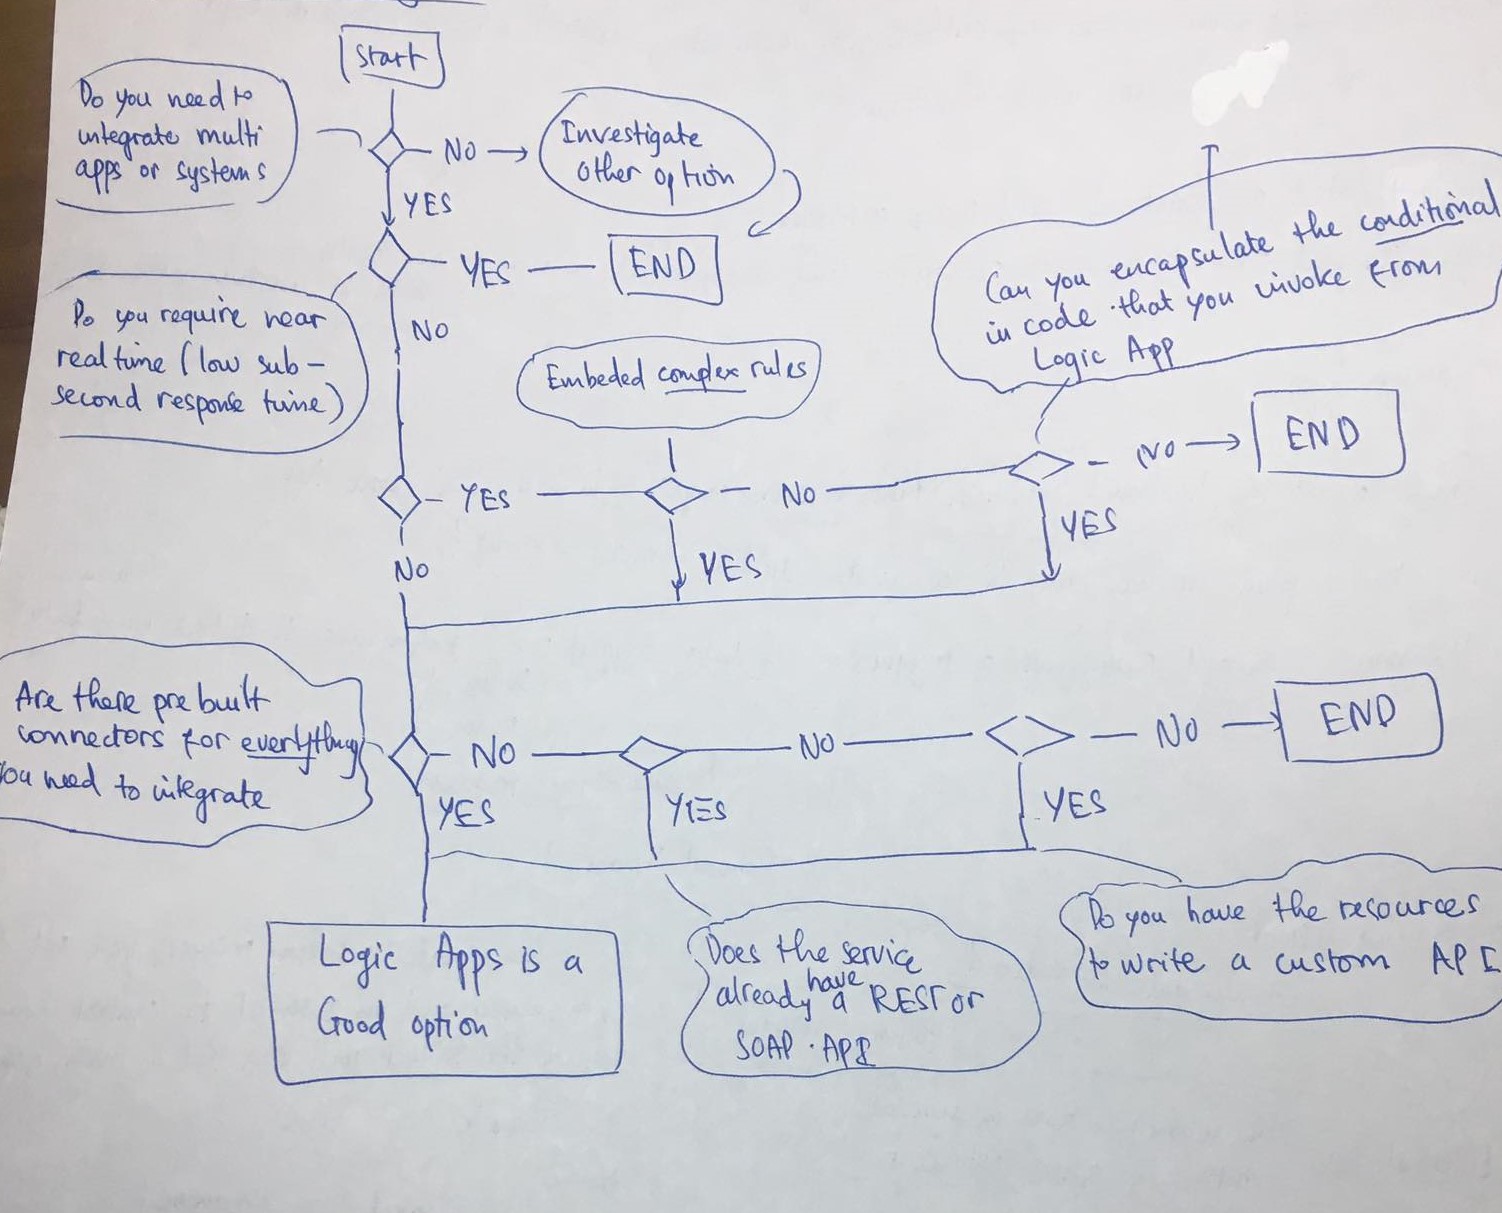 Start
Do you need to
integrate multi
apps or systems
NO
Investigate
other option
YES
YES
END
Do you require near
real time (low sub-
second response time)
NO
Embeded complex rules
Can you encapsulate the conditional
in code that you invoke from
Logic App
YES
NO
NO
END
YES
YES
NO
Are there pre built
connectors for everything
you need to integrate
NO
NO
NO
END
YES
YES
YES
Logic Apps is a
Good option
Does the service
already have a REST or
SOAP API
Do you have the resources
to write a custom API